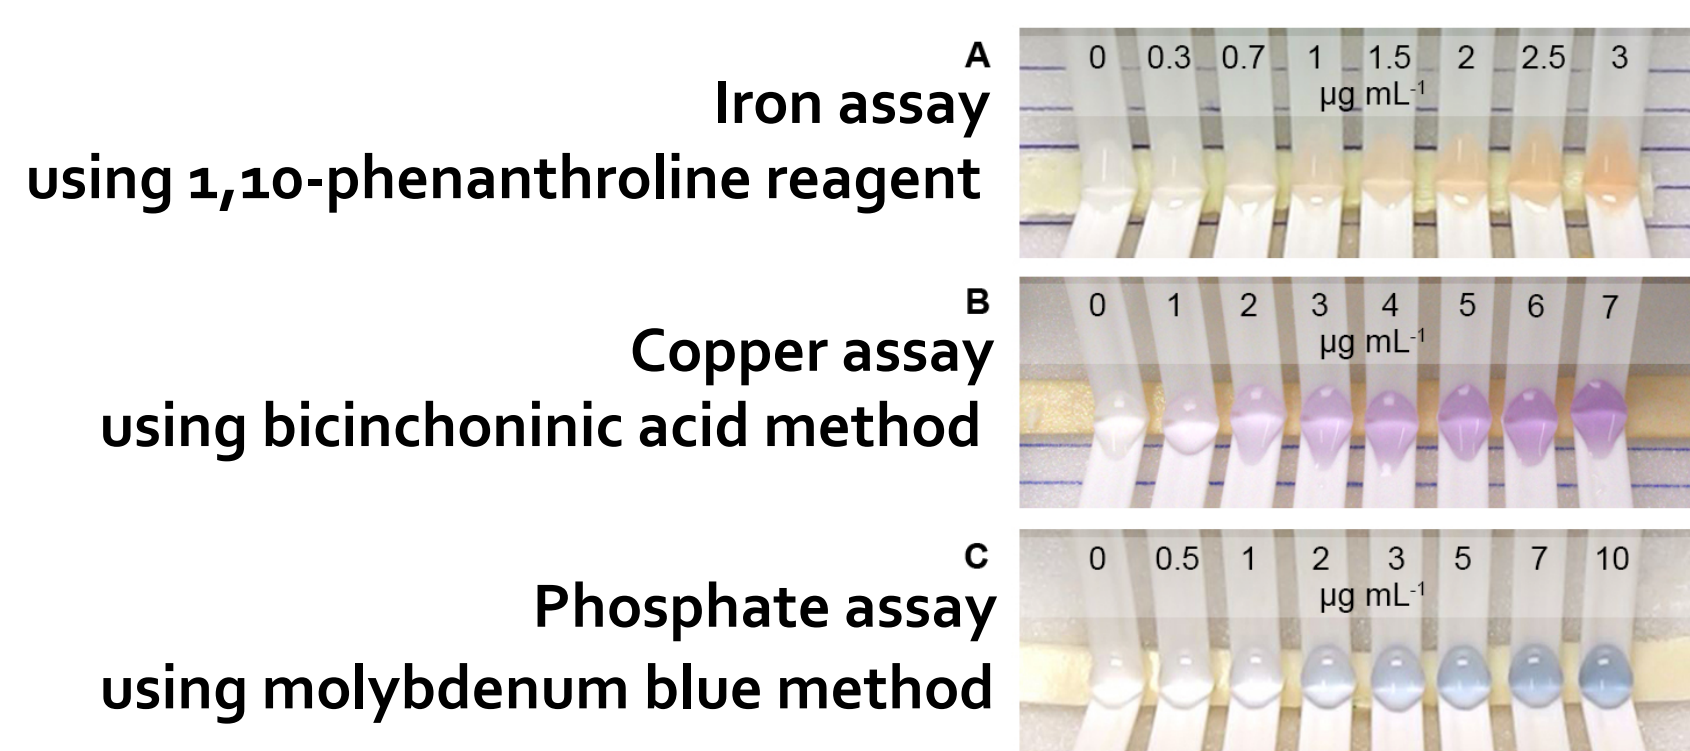 A
Iron assay
using 1,10-phenanthroline reagent
0 0.3 0.7 1 1.5 2 2.5 3
µg mL-1
B
Copper assay
using bicinchoninic acid method
0 1 2 3 4 5 6 7
µg mL-1
C
Phosphate assay
using molybdenum blue method
0 0.5 1 2 3 5 7 10
µg mL-1